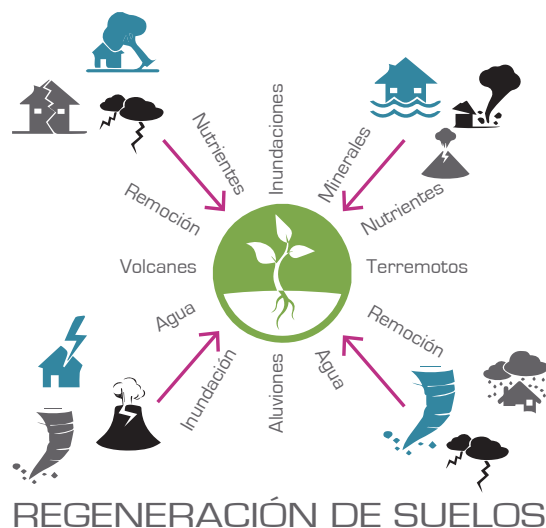 Inundaciones
Nutrientes
Minerales
Remoción
Nutrientes
Volcanes
Terremotos
Agua
Remoción
Inundación
Aluviones
Agua
REGENERACIÓN DE SUELOS